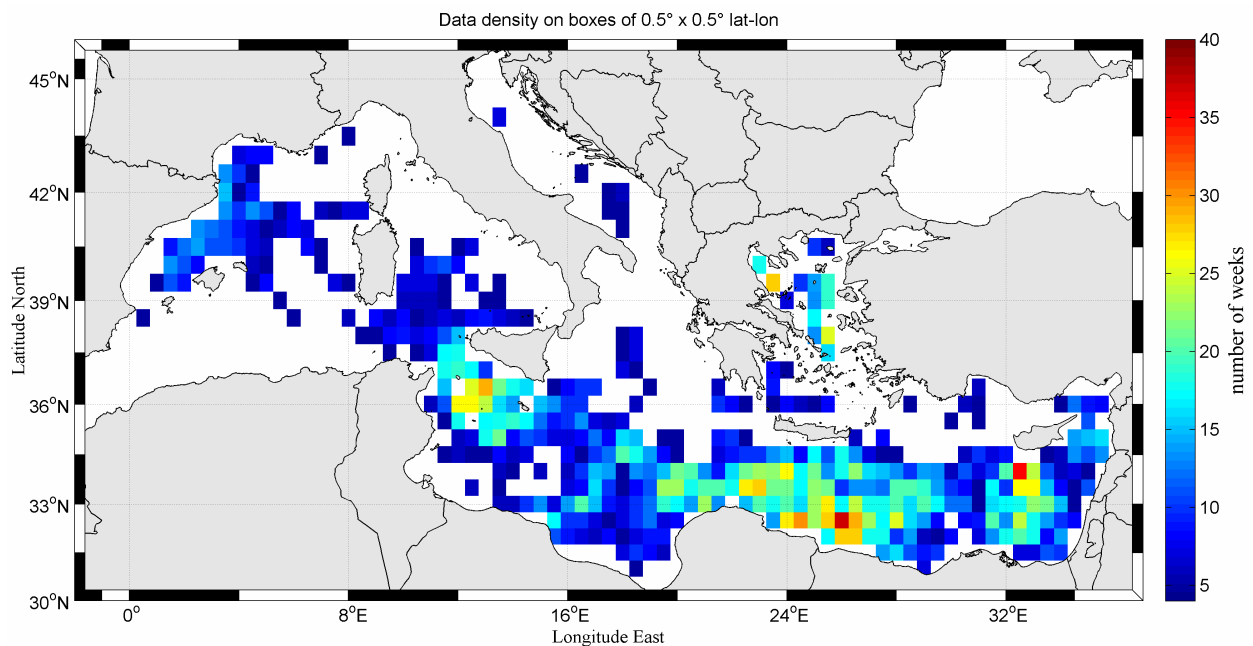 Data density on boxes of 0.5° x 0.5° lat-lon
45°N
42°N
39°N
36°N
33°N
30°N
0°
8°E
16°E
24°E
32°E
Latitude North
Longitude East
40
35
30
25
20
15
10
5
number of weeks